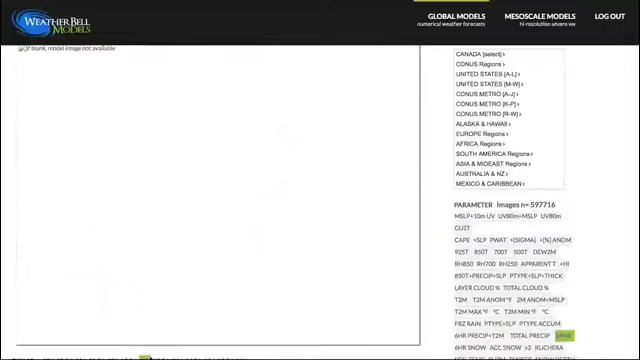 WEATHERBELL
MODELS
GLOBAL MODELS
numerical weather forecasts
MESOSCALE MODELS
hi-resolution severe wx
LOG OUT
if blank, model image not available
CANADA [select] ›
CONUS Regions ›
UNITED STATES [A-L] ›
UNITED STATES [M-W] ›
CONUS METRO [A-J] ›
CONUS METRO [K-P] ›
CONUS METRO [R-W] ›
ALASKA & HAWAII ›
EUROPE Regions ›
AFRICA Regions ›
SOUTH AMERICA Regions ›
ASIA & MIDEAST Regions ›
AUSTRALIA & NZ ›
MEXICO & CARIBBEAN ›
PARAMETER Images n= 597716
MSLP+10m UV UV80m+MSLP UV80m
GUST
CAPE +SLP PWAT +[SIGMA] +[%] ANOM
925T 850T 700T 500T DEW2M
RH850 RH700 RH250 APPARENT T +HI
850T+PRECIP+SLP PTYPE+SLP+THICK
LAYER CLOUD % TOTAL CLOUD %
T2M T2M ANOM °F 2M ANOM+MSLP
T2M MAX °F °C T2M MIN °F °C
FRZ RAIN PTYPE+SLP PTYPE ACCUM
6HR PRECIP+T2M TOTAL PRECIP
6HR SNOW ACC SNOW v2 KUCHERA